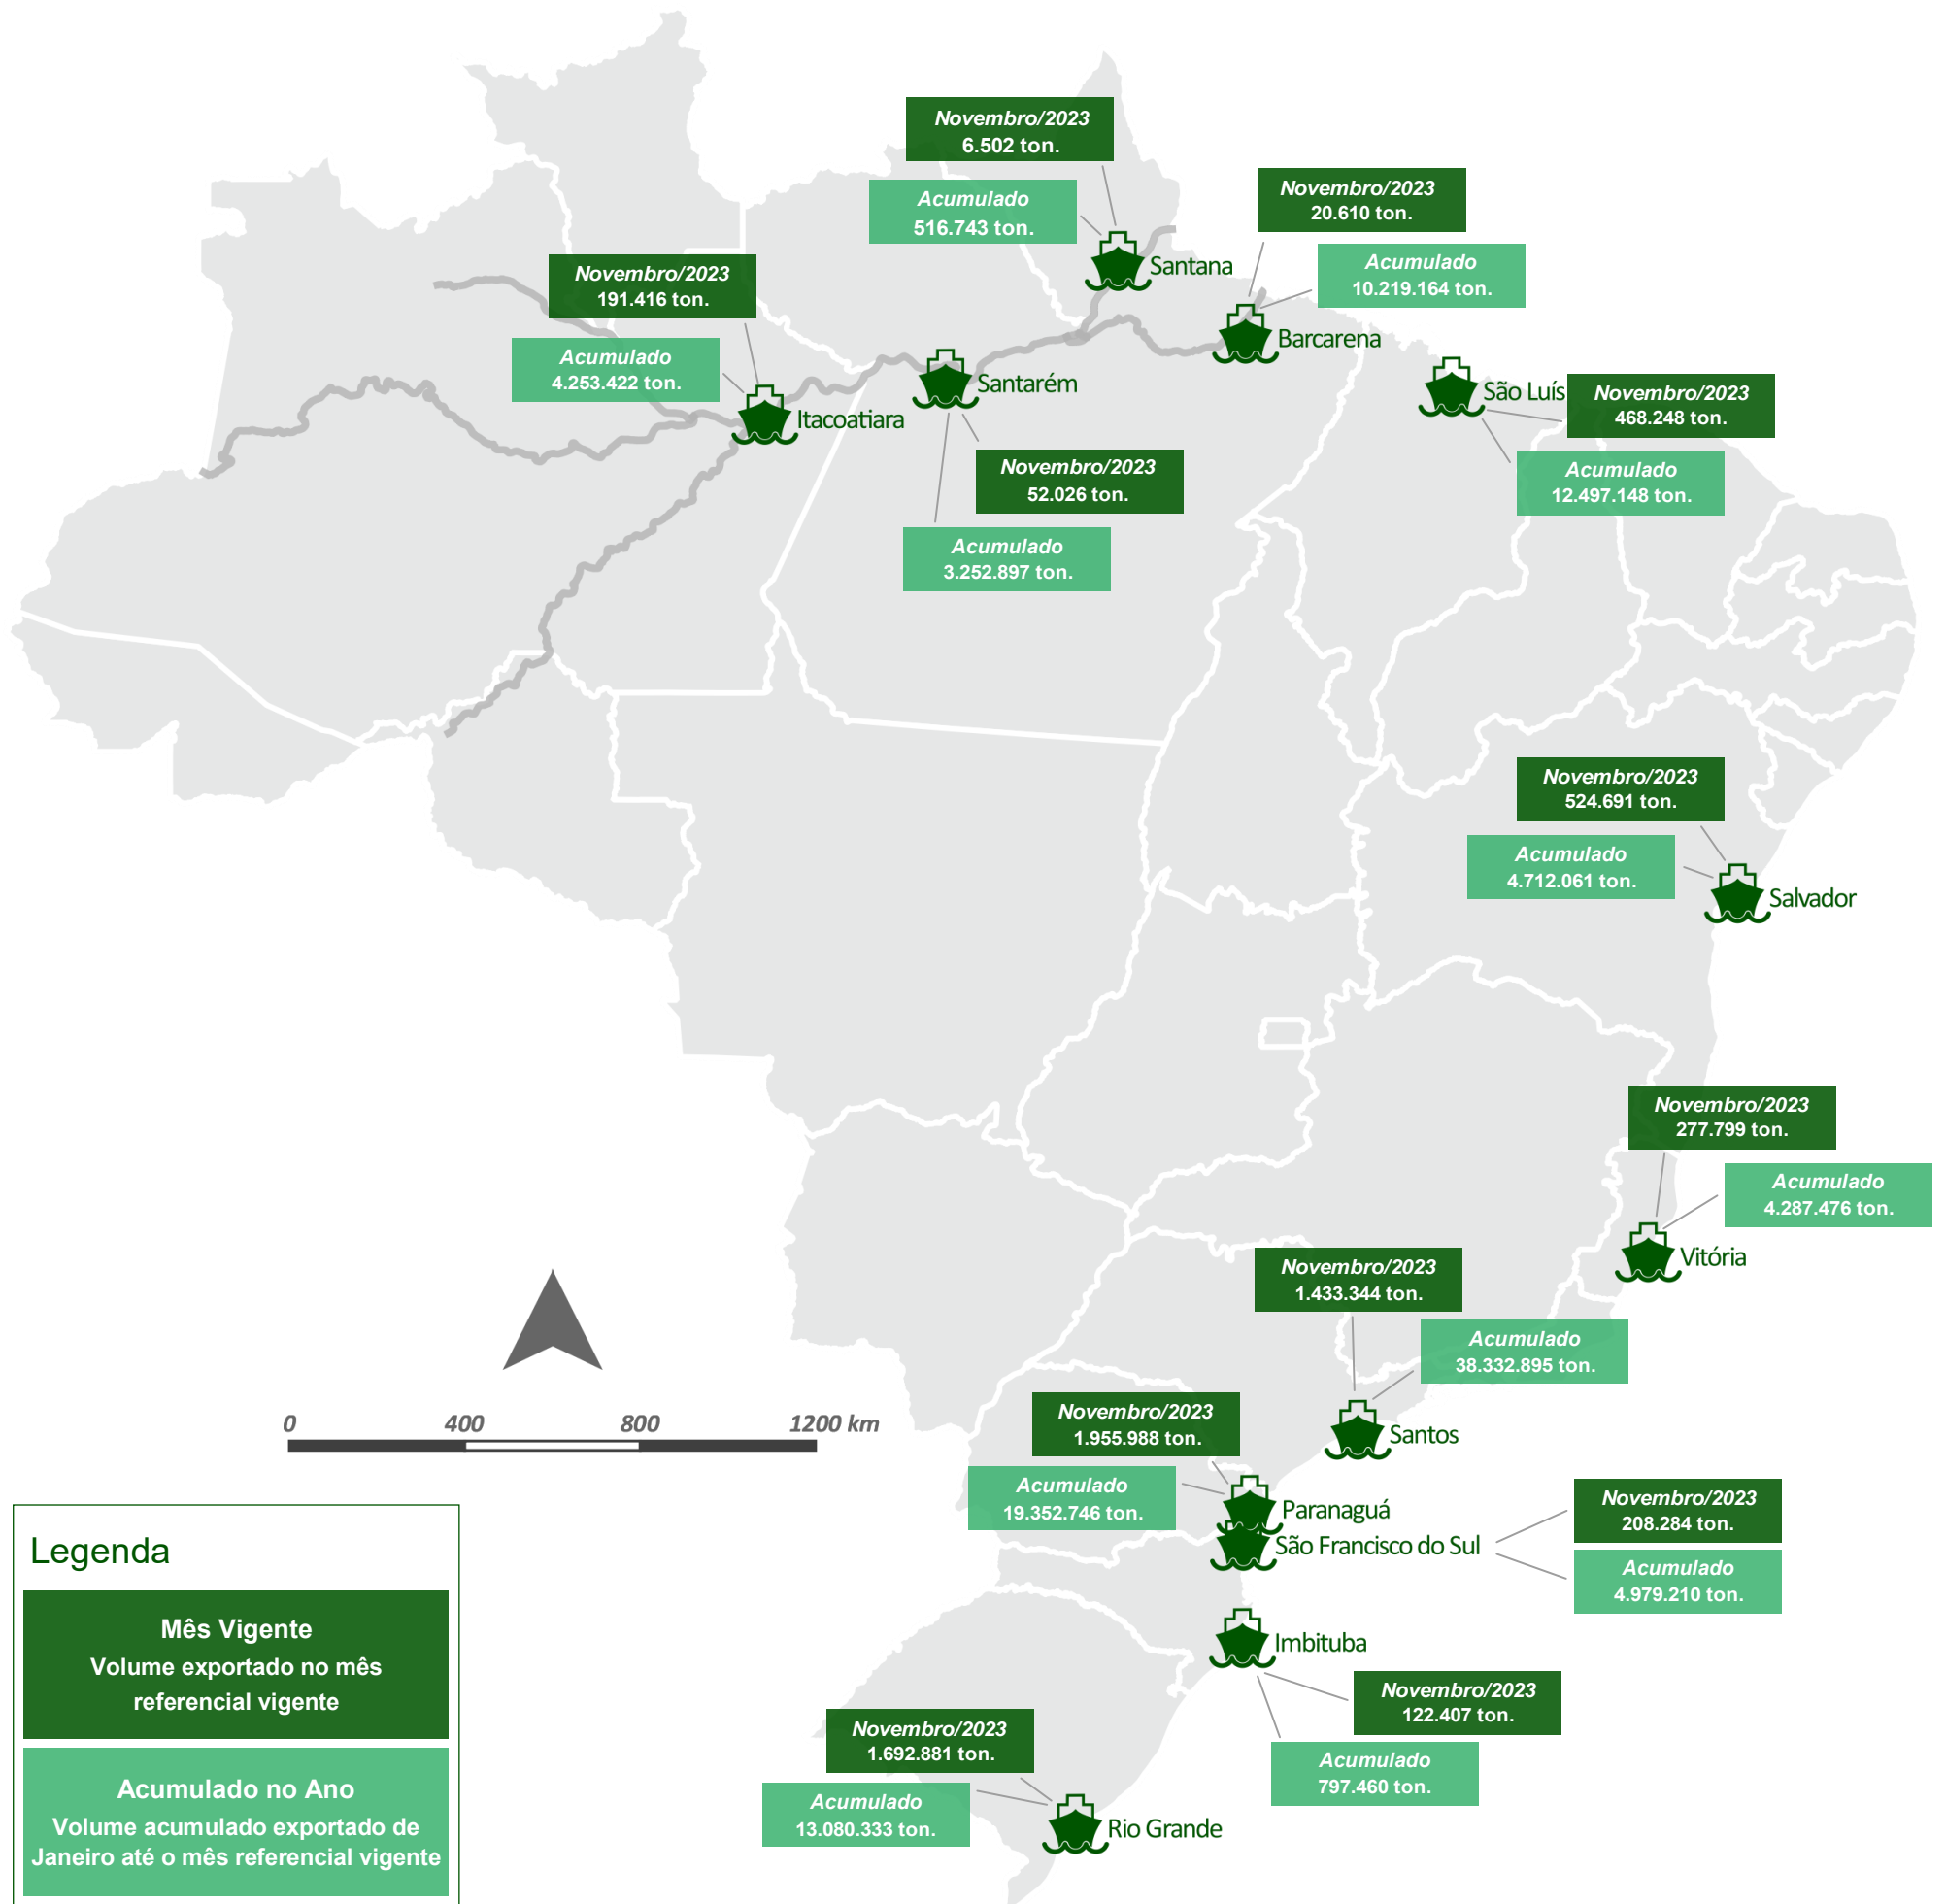 Novembro/2023
6.502 ton.
Acumulado
516.743 ton.
Santana
Novembro/2023
20.610 ton.
Acumulado
10.219.164 ton.
Barcarena
Novembro/2023
191.416 ton.
Acumulado
4.253.422 ton.
Itacoatiara
Santarém
Novembro/2023
52.026 ton.
Acumulado
3.252.897 ton.
São Luís
Novembro/2023
468.248 ton.
Acumulado
12.497.148 ton.
Novembro/2023
524.691 ton.
Acumulado
4.712.061 ton.
Salvador
Novembro/2023
277.799 ton.
Acumulado
4.287.476 ton.
Vitória
Novembro/2023
1.433.344 ton.
Acumulado
38.332.895 ton.
Santos
Novembro/2023
1.955.988 ton.
Acumulado
19.352.746 ton.
Paranaguá
São Francisco do Sul
Novembro/2023
208.284 ton.
Acumulado
4.979.210 ton.
Imbituba
Novembro/2023
122.407 ton.
Acumulado
797.460 ton.
Novembro/2023
1.692.881 ton.
Acumulado
13.080.333 ton.
Rio Grande
0 400 800 1200 km
Legenda
Mês Vigente
Volume exportado no mês
referencial vigente
Acumulado no Ano
Volume acumulado exportado de
Janeiro até o mês referencial vigente